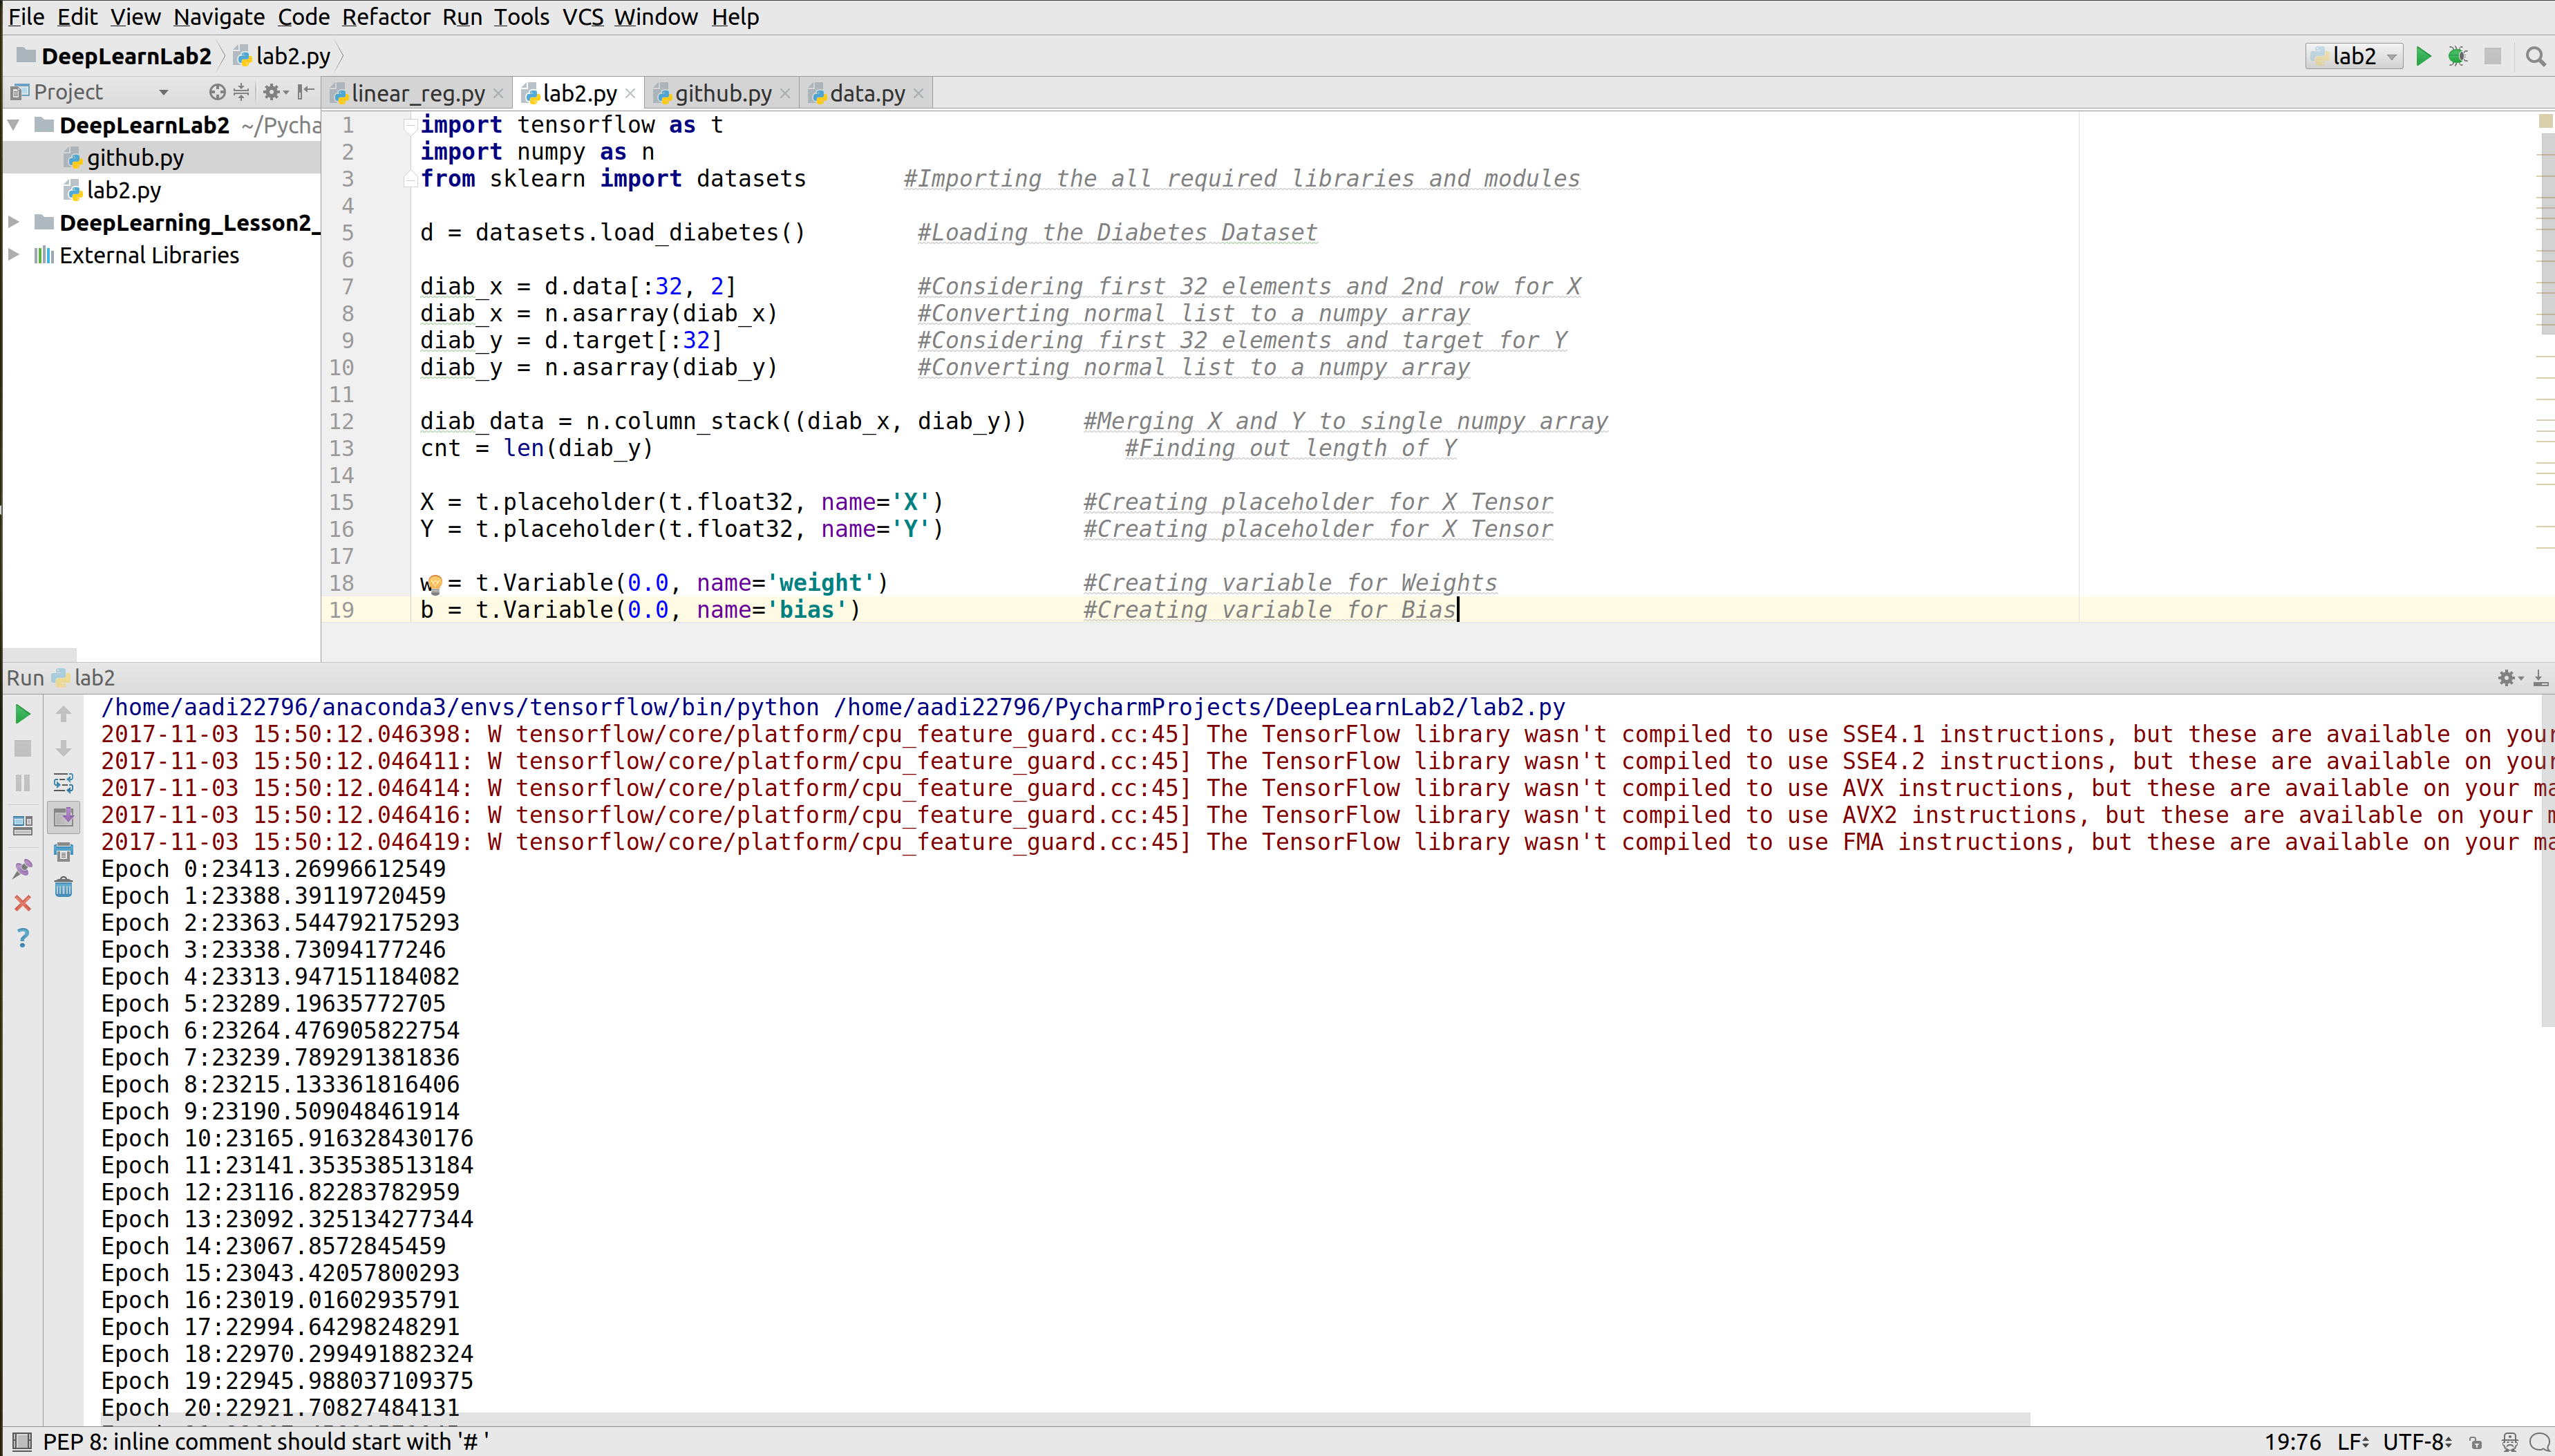 File Edit View Navigate Code Refactor Run Tools VCS Window Help
DeepLearnLab2 lab2.py lab2
Project linear_reg.py lab2.py github.py data.py
DeepLearnLab2 ~/Pycha
github.py
lab2.py
DeepLearning_Lesson2_
External Libraries
1 import tensorflow as t
2 import numpy as n
3 from sklearn import datasets #Importing the all required libraries and modules
4
5 d = datasets.load_diabetes() #Loading the Diabetes Dataset
6
7 diab_x = d.data[:32, 2] #Considering first 32 elements and 2nd row for X
8 diab_x = n.asarray(diab_x) #Converting normal list to a numpy array
9 diab_y = d.target[:32] #Considering first 32 elements and target for Y
10 diab_y = n.asarray(diab_y) #Converting normal list to a numpy array
11
12 diab_data = n.column_stack((diab_x, diab_y)) #Merging X and Y to single numpy array
13 cnt = len(diab_y) #Finding out length of Y
14
15 X = t.placeholder(t.float32, name='X') #Creating placeholder for X Tensor
16 Y = t.placeholder(t.float32, name='Y') #Creating placeholder for X Tensor
17
18 w = t.Variable(0.0, name='weight') #Creating variable for Weights
19 b = t.Variable(0.0, name='bias') #Creating variable for Bias
Run lab2
/home/aadi22796/anaconda3/envs/tensorflow/bin/python /home/aadi22796/PycharmProjects/DeepLearnLab2/lab2.py
2017-11-03 15:50:12.046398: W tensorflow/core/platform/cpu_feature_guard.cc:45] The TensorFlow library wasn't compiled to use SSE4.1 instructions, but these are available on your
2017-11-03 15:50:12.046411: W tensorflow/core/platform/cpu_feature_guard.cc:45] The TensorFlow library wasn't compiled to use SSE4.2 instructions, but these are available on your
2017-11-03 15:50:12.046414: W tensorflow/core/platform/cpu_feature_guard.cc:45] The TensorFlow library wasn't compiled to use AVX instructions, but these are available on your ma
2017-11-03 15:50:12.046416: W tensorflow/core/platform/cpu_feature_guard.cc:45] The TensorFlow library wasn't compiled to use AVX2 instructions, but these are available on your m
2017-11-03 15:50:12.046419: W tensorflow/core/platform/cpu_feature_guard.cc:45] The TensorFlow library wasn't compiled to use FMA instructions, but these are available on your ma
Epoch 0:23413.26996612549
Epoch 1:23388.39119720459
Epoch 2:23363.544792175293
Epoch 3:23338.73094177246
Epoch 4:23313.947151184082
Epoch 5:23289.19635772705
Epoch 6:23264.476905822754
Epoch 7:23239.789291381836
Epoch 8:23215.133361816406
Epoch 9:23190.509048461914
Epoch 10:23165.916328430176
Epoch 11:23141.353538513184
Epoch 12:23116.82283782959
Epoch 13:23092.325134277344
Epoch 14:23067.8572845459
Epoch 15:23043.42057800293
Epoch 16:23019.01602935791
Epoch 17:22994.64298248291
Epoch 18:22970.299491882324
Epoch 19:22945.988037109375
Epoch 20:22921.70827484131
PEP 8: inline comment should start with '# ' 19:76 LF UTF-8